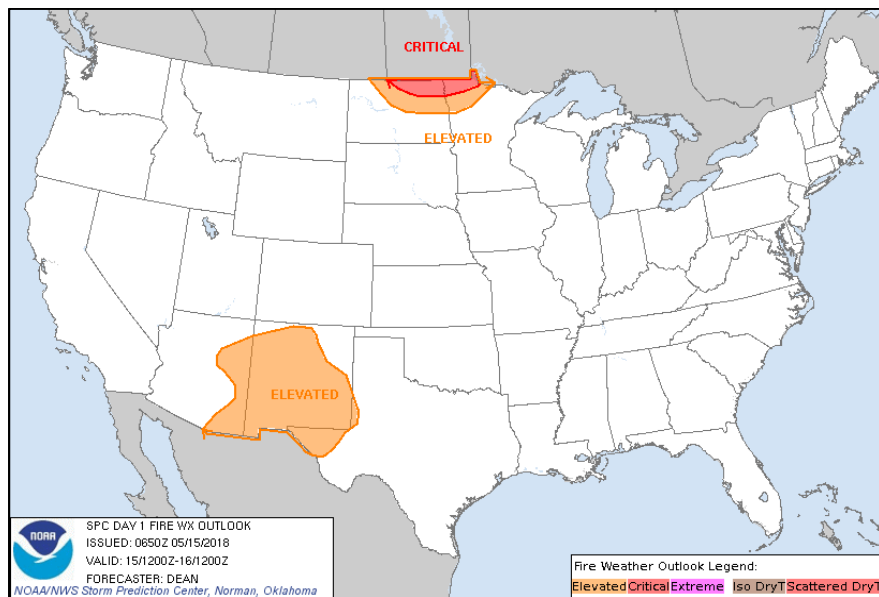 CRITICAL
ELEVATED
ELEVATED
SPC DAY 1 FIRE WX OUTLOOK
ISSUED: 0650Z 05/15/2018
VALID: 15/1200Z-16/1200Z
FORECASTER: DEAN
NOAA/NWS Storm Prediction Center, Norman, Oklahoma
NOAA
Fire Weather Outlook Legend:
Elevated Critical Extreme Iso DryT Scattered DryT